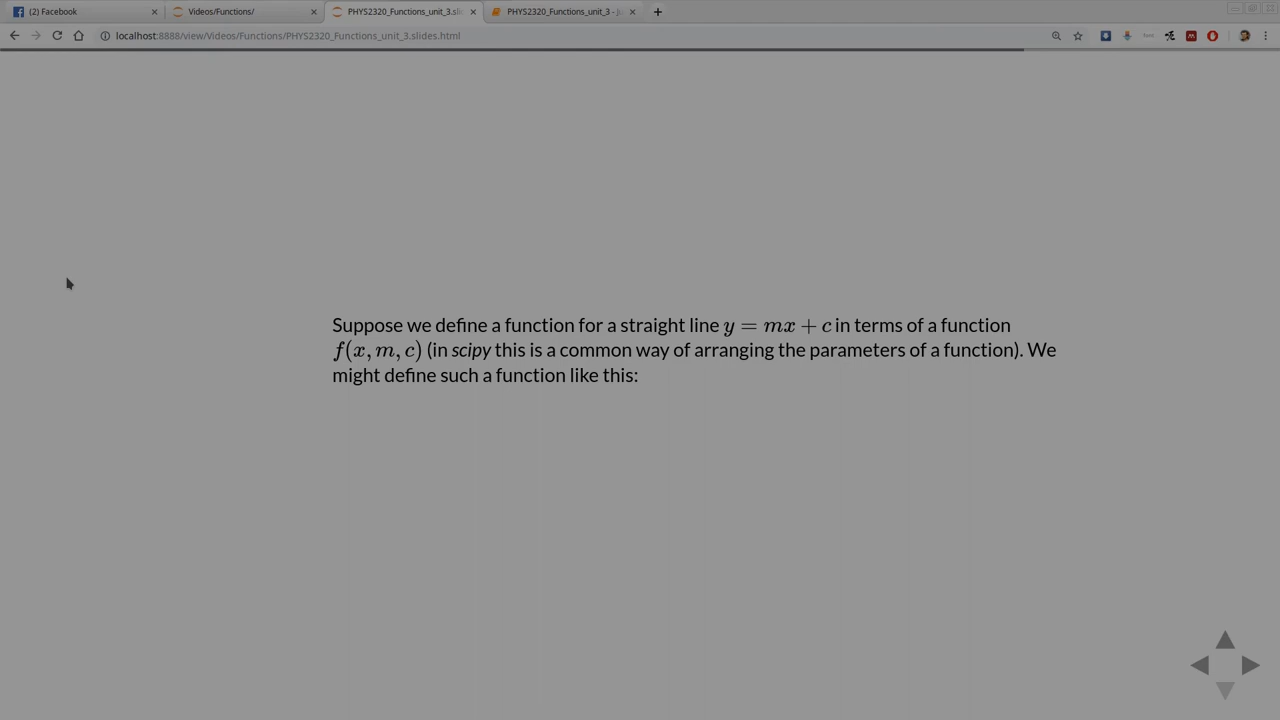 (2) Facebook
Videos/Functions/
PHYS2320_Functions_unit_3.sli
PHYS2320_Functions_unit_3 - Ju
localhost:8888/view/Videos/Functions/PHYS2320_Functions_unit_3.slides.html
Suppose we define a function for a straight line y = mx + c in terms of a function
f(x, m, c) (in scipy this is a common way of arranging the parameters of a function). We
might define such a function like this: